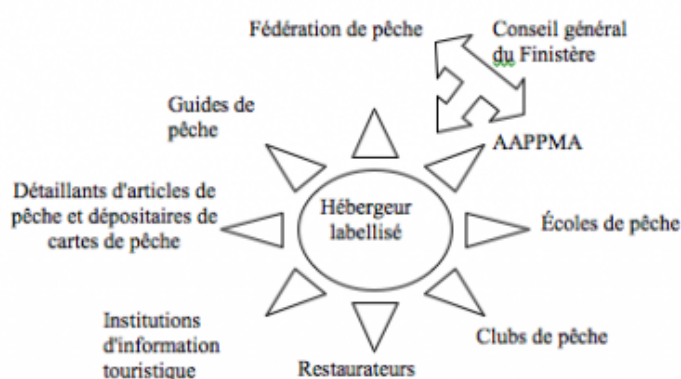 Fédération de pêche
Conseil général
du Finistère
Guides de
pêche
AAPPMA
Détaillants d'articles de
pêche et dépositaires de
cartes de pêche
Hébergeur
labellisé
Écoles de pêche
Institutions
d'information
touristique
Clubs de pêche
Restaurateurs